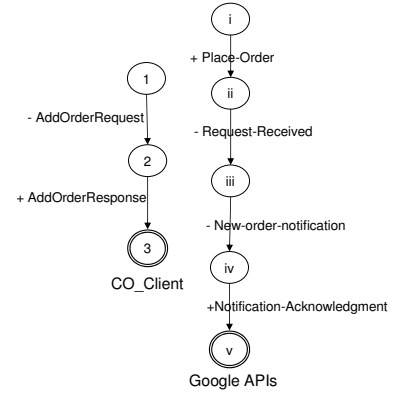 i
+ Place-Order
1
ii
- AddOrderRequest
- Request-Received
2
iii
+ AddOrderResponse
- New-order-notification
3
iv
CO_Client
+Notification-Acknowledgment
v
Google APIs